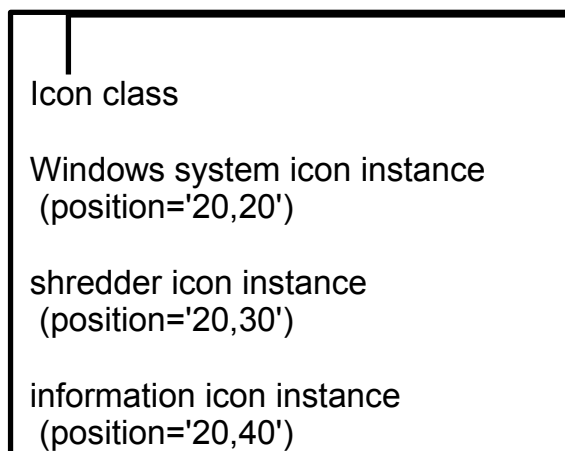 Icon class
Windows system icon instance
(position='20,20')
shredder icon instance
(position='20,30')
information icon instance
(position='20,40')